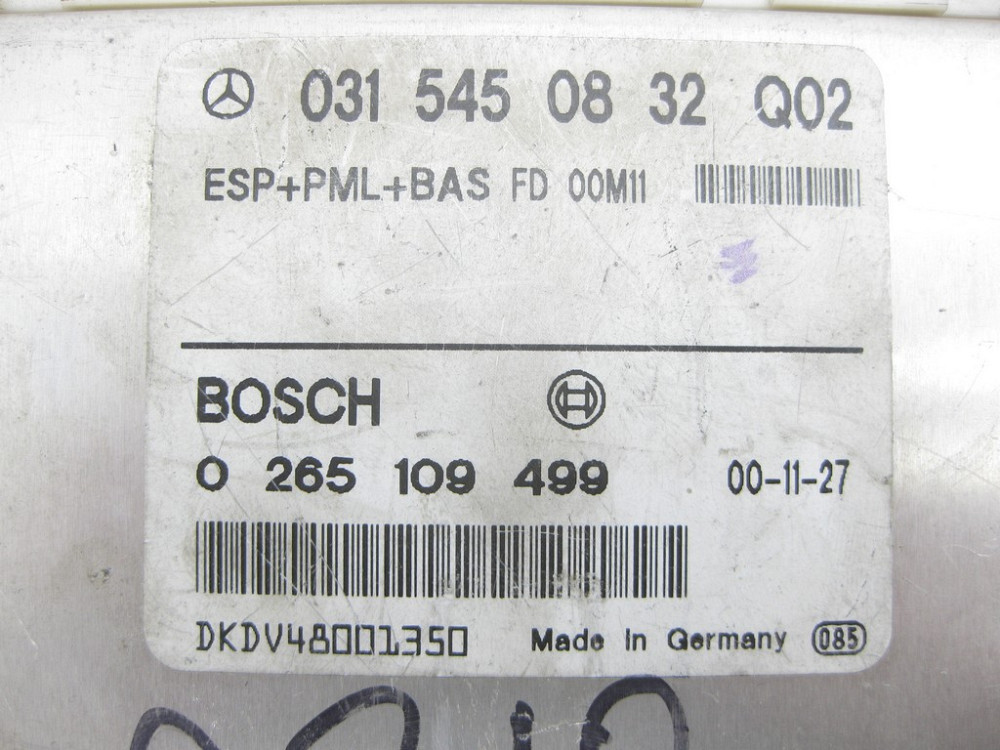 031 545 08 32 Q02
ESP+PML+BAS FD 00M11
BOSCH
0 265 109 499 00-11-27
DKDV48001350
Made in Germany 085